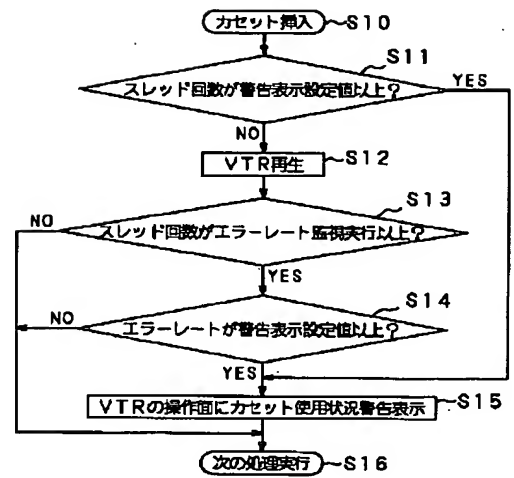 カセット挿入 S10
S11
スレッド回数が警告表示設定値以上? YES
NO
VTR再生 S12
S13
NO
スレッド回数がエラーレート監視実行以上?
YES
S14
NO
エラーレートが警告表示設定値以上?
YES
VTRの操作面にカセット使用状況警告表示 S15
次の処理実行 S16